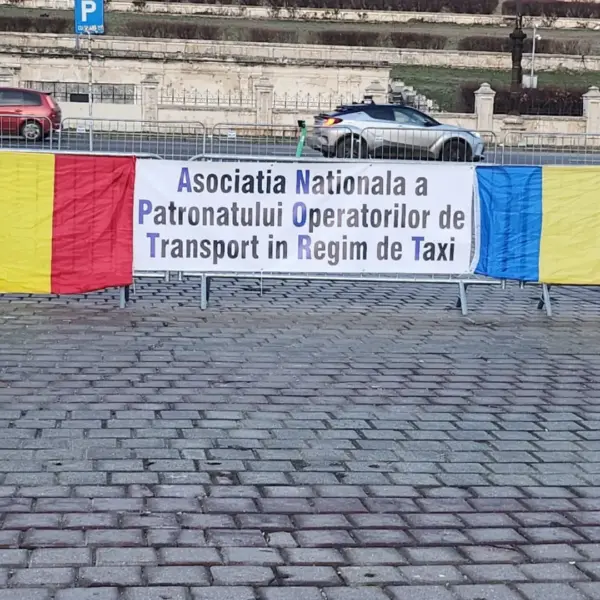 P
Asociatia Nationala a
Patronatului Operatorilor de
Transport in Regim de Taxi